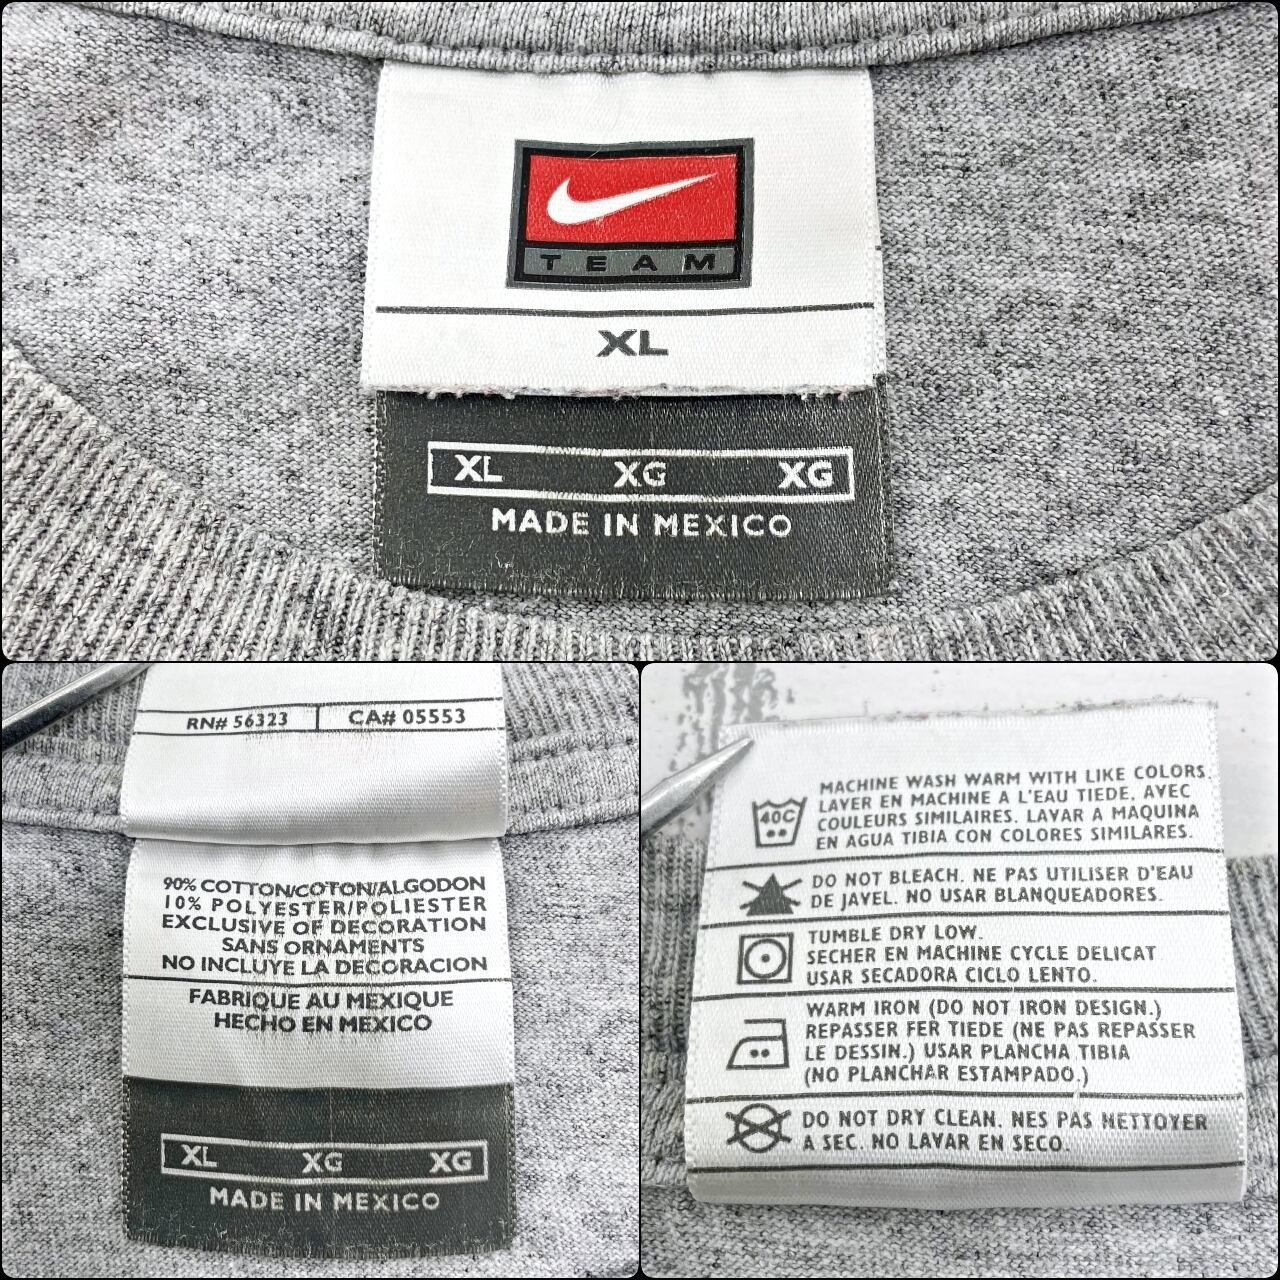 TEAM
XL
XL XG XG
MADE IN MEXICO
RN# 56323 CA# 05553
90% COTTON/COTON/ALGODON
10% POLYESTER/POLIESTER
EXCLUSIVE OF DECORATION
SANS ORNAMENTS
NO INCLUYE LA DECORACION
FABRIQUE AU MEXIQUE
HECHO EN MEXICO
XL XG XG
MADE IN MEXICO
40C
MACHINE WASH WARM WITH LIKE COLORS.
LAVER EN MACHINE A L'EAU TIEDE, AVEC
COULEURS SIMILAIRES. LAVAR A MAQUINA
EN AGUA TIBIA CON COLORES SIMILARES.
DO NOT BLEACH. NE PAS UTILISER D'EAU
DE JAVEL. NO USAR BLANQUEADORES.
TUMBLE DRY LOW.
SECHER EN MACHINE CYCLE DELICAT
USAR SECADORA CICLO LENTO.
WARM IRON (DO NOT IRON DESIGN.)
REPASSER FER TIEDE (NE PAS REPASSER
LE DESSIN.) USAR PLANCHA TIBIA
(NO PLANCHAR ESTAMPADO.)
DO NOT DRY CLEAN. NES PAS NETTOYER
A SEC. NO LAVAR EN SECO.